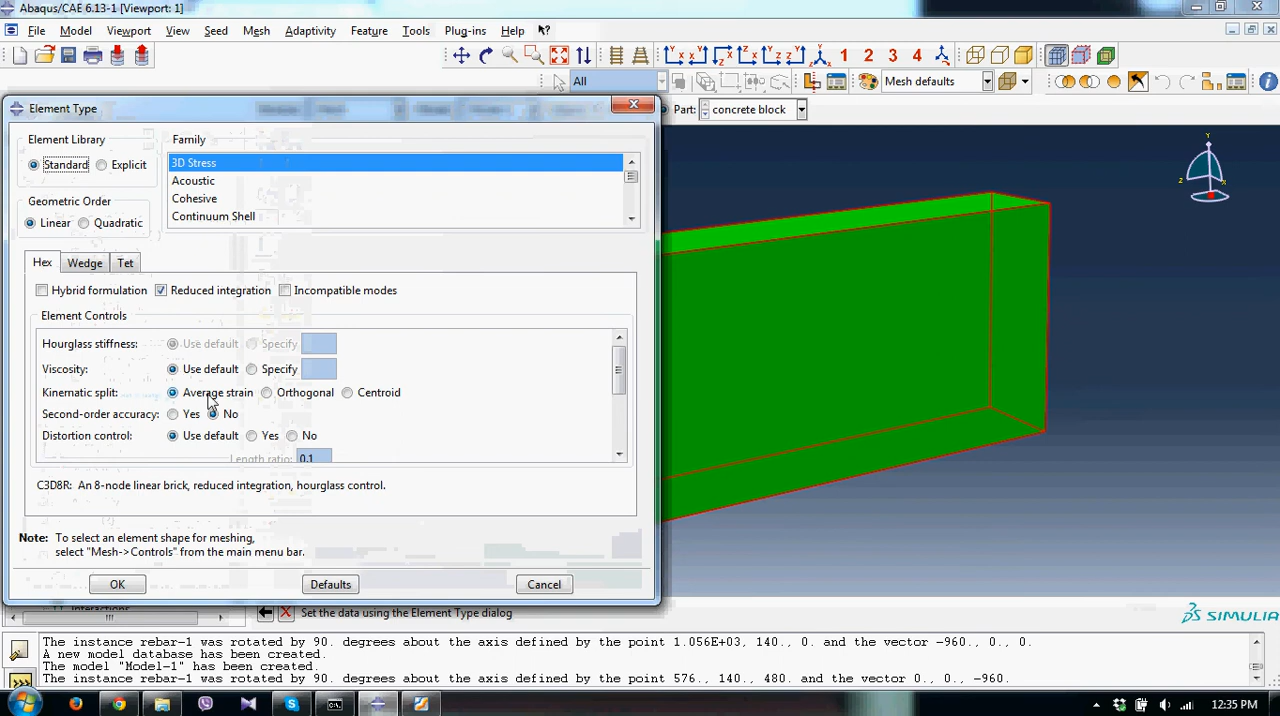 Abaqus/CAE 6.13-1 [Viewport: 1]
File Model Viewport View Seed Mesh Adaptivity Feature Tools Plug-ins Help
1 2 3 4
All Mesh defaults
Element Type
Part: concrete block
Element Library
Standard Explicit
Family
3D Stress
Acoustic
Cohesive
Continuum Shell
Geometric Order
Linear Quadratic
Hex Wedge Tet
Hybrid formulation Reduced integration Incompatible modes
Element Controls
Hourglass stiffness: Use default Specify
Viscosity: Use default Specify
Kinematic split: Average strain Orthogonal Centroid
Second-order accuracy: Yes No
Distortion control: Use default Yes No
Length ratio: 0.1
C3D8R: An 8-node linear brick, reduced integration, hourglass control.
Note: To select an element shape for meshing,
select "Mesh->Controls" from the main menu bar.
OK Defaults Cancel
Y
Z X
Set the data using the Element Type dialog
SIMULIA
The instance rebar-1 was rotated by 90. degrees about the axis defined by the point 1.056E+03, 140., 0. and the vector -960., 0., 0.
A new model database has been created.
The model "Model-1" has been created.
The instance rebar-1 was rotated by 90. degrees about the axis defined by the point 576., 140., 480. and the vector 0., 0., -960.
12:35 PM